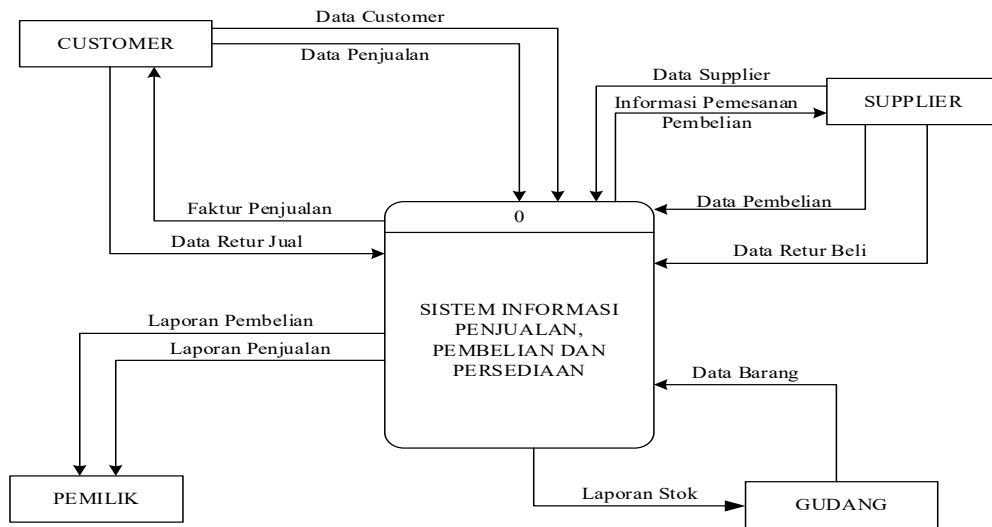 Data Customer
CUSTOMER
Data Penjualan
Data Supplier
Informasi Pemesanan
Pembelian
SUPPLIER
Faktur Penjualan
0
Data Pembelian
Data Retur Jual
Data Retur Beli
SISTEM INFORMASI
PENJUALAN,
PEMBELIAN DAN
PERSEDIAAN
Laporan Pembelian
Laporan Penjualan
Data Barang
PEMILIK
Laporan Stok
GUDANG